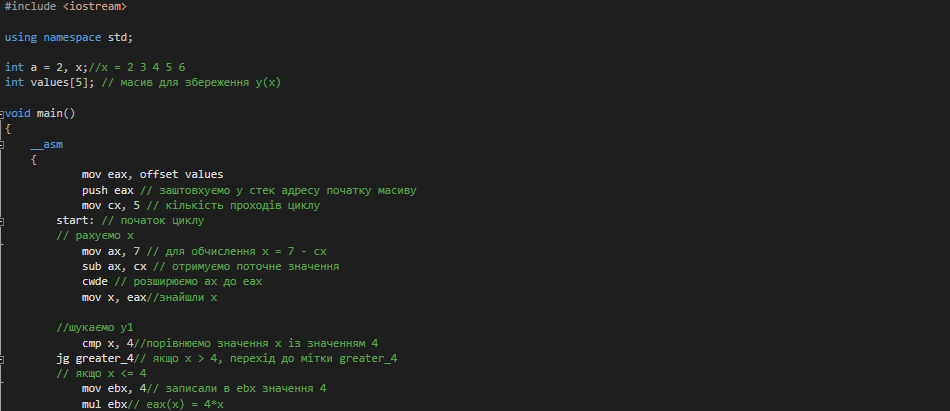 #include <iostream>
using namespace std;
int a = 2, x;//x = 2 3 4 5 6
int values[5]; // масив для збереження y(x)
void main()
{
__asm
{
mov eax, offset values
push eax // заштовхуємо у стек адресу початку масиву
mov cx, 5 // кількість проходів циклу
start: // початок циклу
// рахуємо x
mov ax, 7 // для обчислення x = 7 - cx
sub ax, cx // отримуємо поточне значення
cwde // розширюємо ax до eax
mov x, eax//знайшли x
//шукаємо y1
cmp x, 4//порівнюємо значення x із значенням 4
jg greater_4// якщо x > 4, перехід до мітки greater_4
// якщо x <= 4
mov ebx, 4// записали в ebx значення 4
mul ebx// eax(x) = 4*x